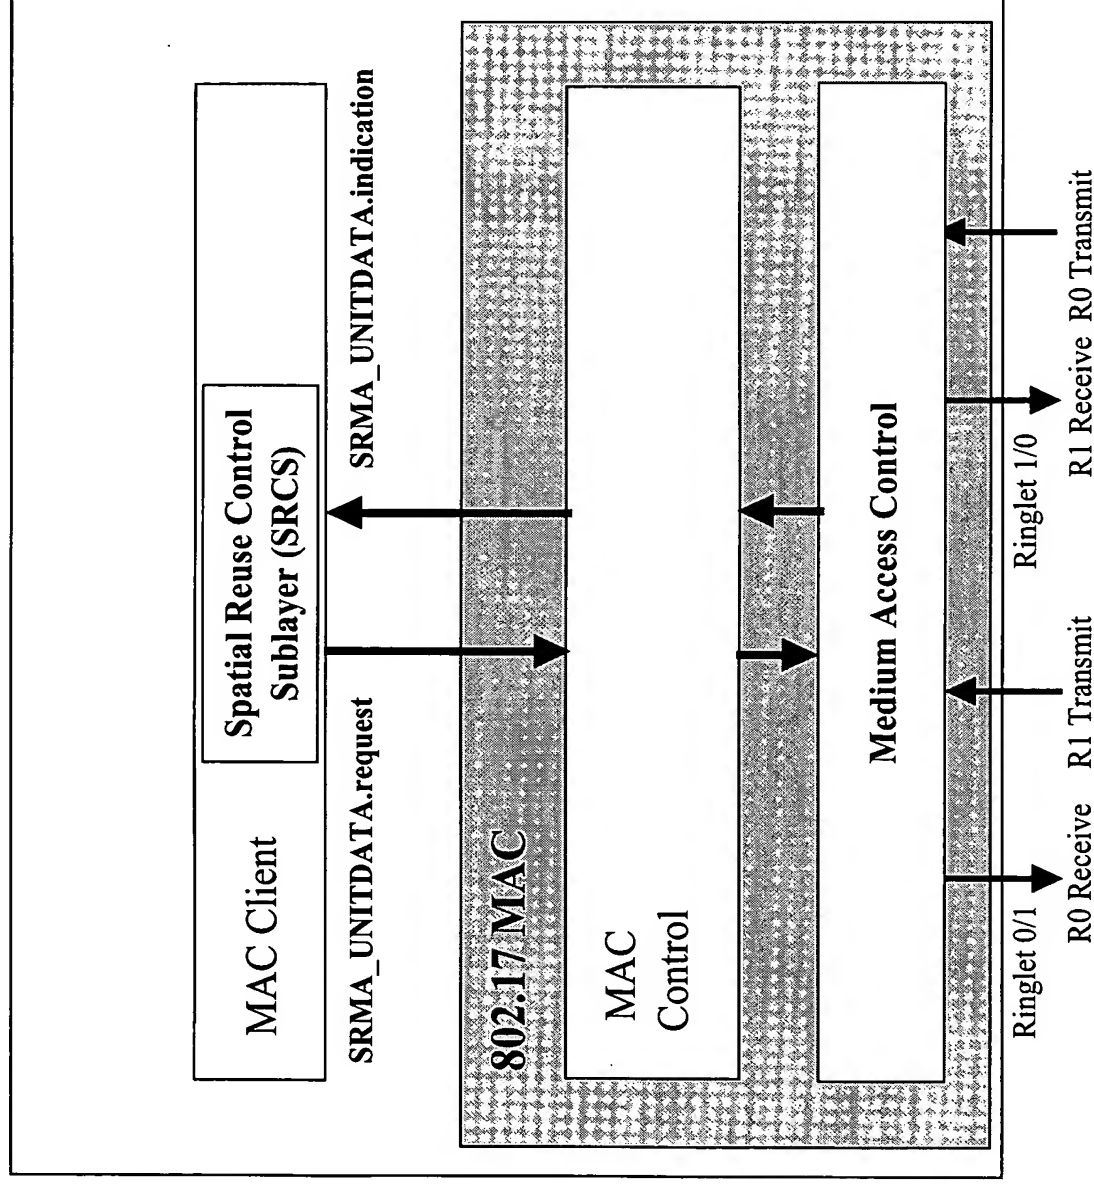 MAC Client
Spatial Reuse Control
Sublayer (SRCS)
SRMA_UNITDATA.request
SRMA_UNITDATA.indication
802.17 MAC
MAC
Control
Medium Access Control
Ringlet 0/1
Ringlet 1/0
R0 Receive
R1 Transmit
R1 Receive
R0 Transmit